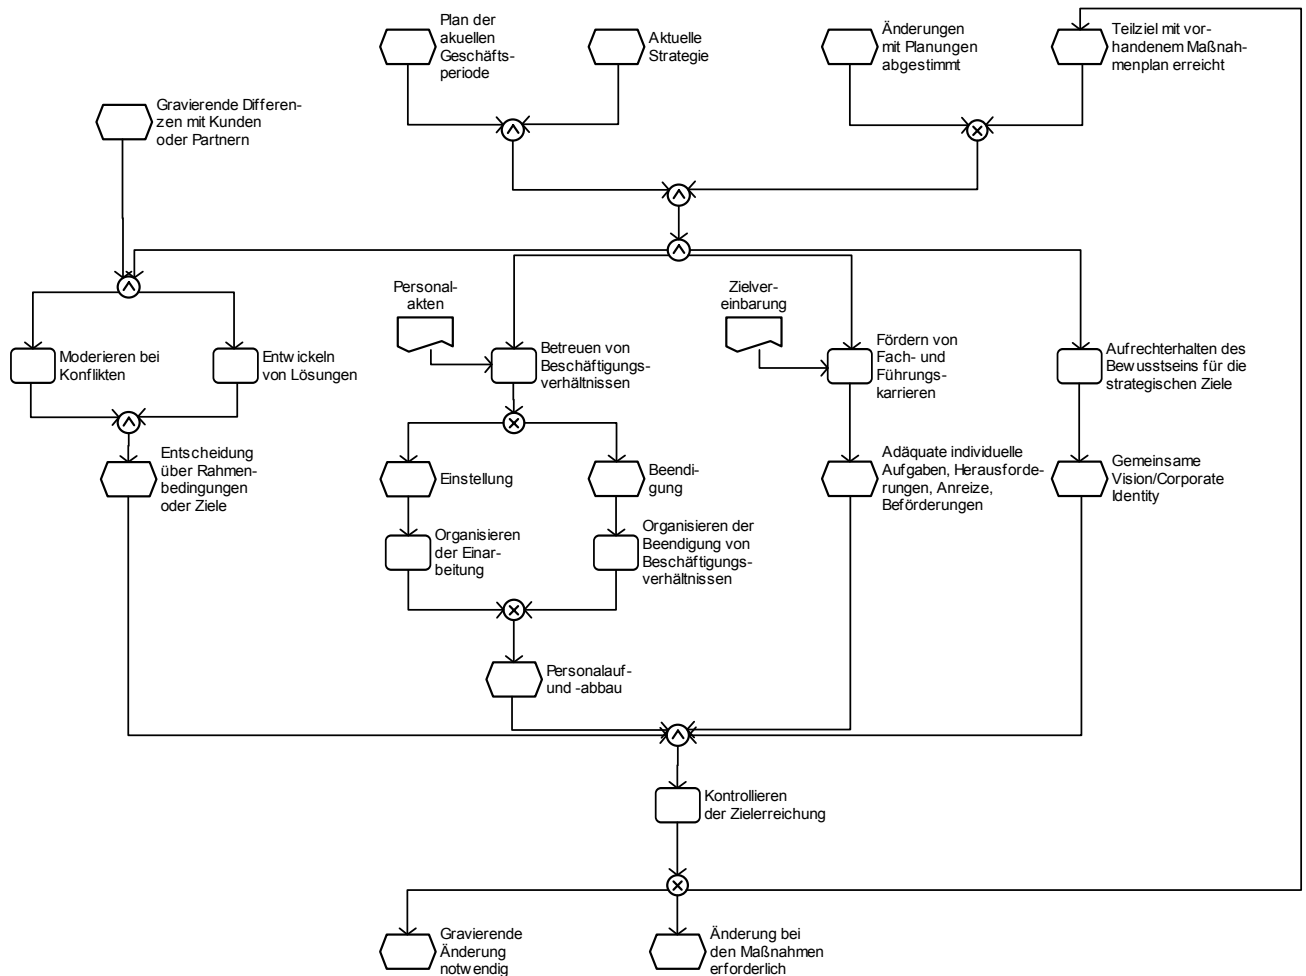 Plan der
akuellen
Geschäfts-
periode
Aktuelle
Strategie
Änderungen
mit Planungen
abgestimmt
Teilziel mit vor-
handenem Maßnah-
menplan erreicht
Gravierende Differen-
zen mit Kunden
oder Partnern
Personal-
akten
Zielver-
einbarung
Moderieren bei
Konflikten
Entwickeln
von Lösungen
Betreuen von
Beschäftigungs-
verhältnissen
Fördern von
Fach- und
Führungs-
karrieren
Aufrechterhalten des
Bewusstseins für die
strategischen Ziele
Entscheidung
über Rahmen-
bedingungen
oder Ziele
Einstellung
Beendi-
gung
Adäquate individuelle
Aufgaben, Herausforde-
rungen, Anreize,
Beförderungen
Gemeinsame
Vision/Corporate
Identity
Organisieren
der Einar-
beitung
Organisieren der
Beendigung von
Beschäftigungs-
verhältnissen
Personalauf-
und -abbau
Kontrollieren
der Zielerreichung
Gravierende
Änderung
notwendig
Änderung bei
den Maßnahmen
erforderlich